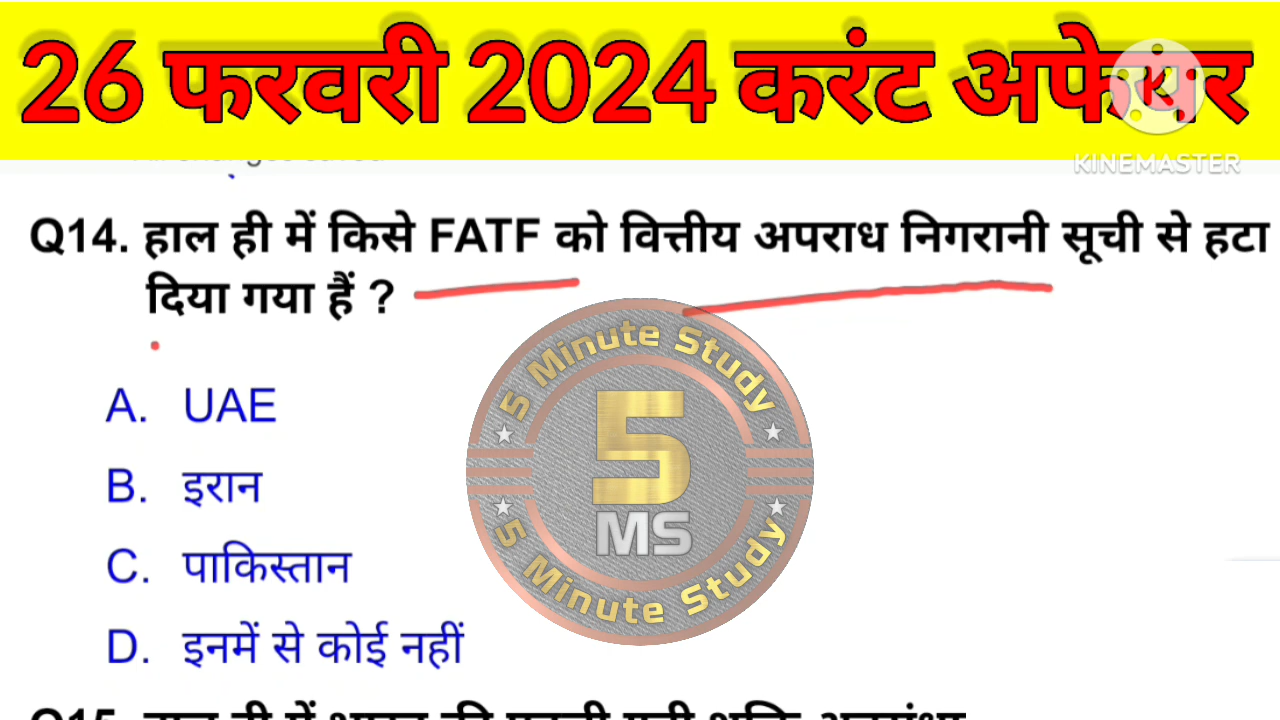 26 फरवरी 2024 करंट अफेयर
KINEMASTER
Q14. हाल ही में किसे FATF को वित्तीय अपराध निगरानी सूची से हटा
दिया गया हैं ?
5 Minute Study
5
MS
5 Minute Study
A. UAE
B. इरान
C. पाकिस्तान
D. इनमें से कोई नहीं